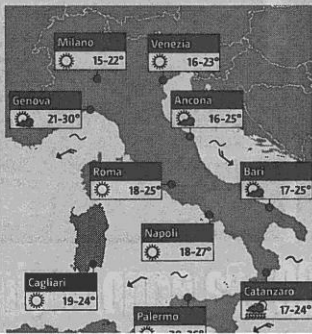 Milano
15-22°
Venezia
16-23°
Genova
21-30°
Ancona
16-25°
Roma
18-25°
Bari
17-25°
Napoli
18-27°
Cagliari
19-24°
Catanzaro
17-24°
Palermo